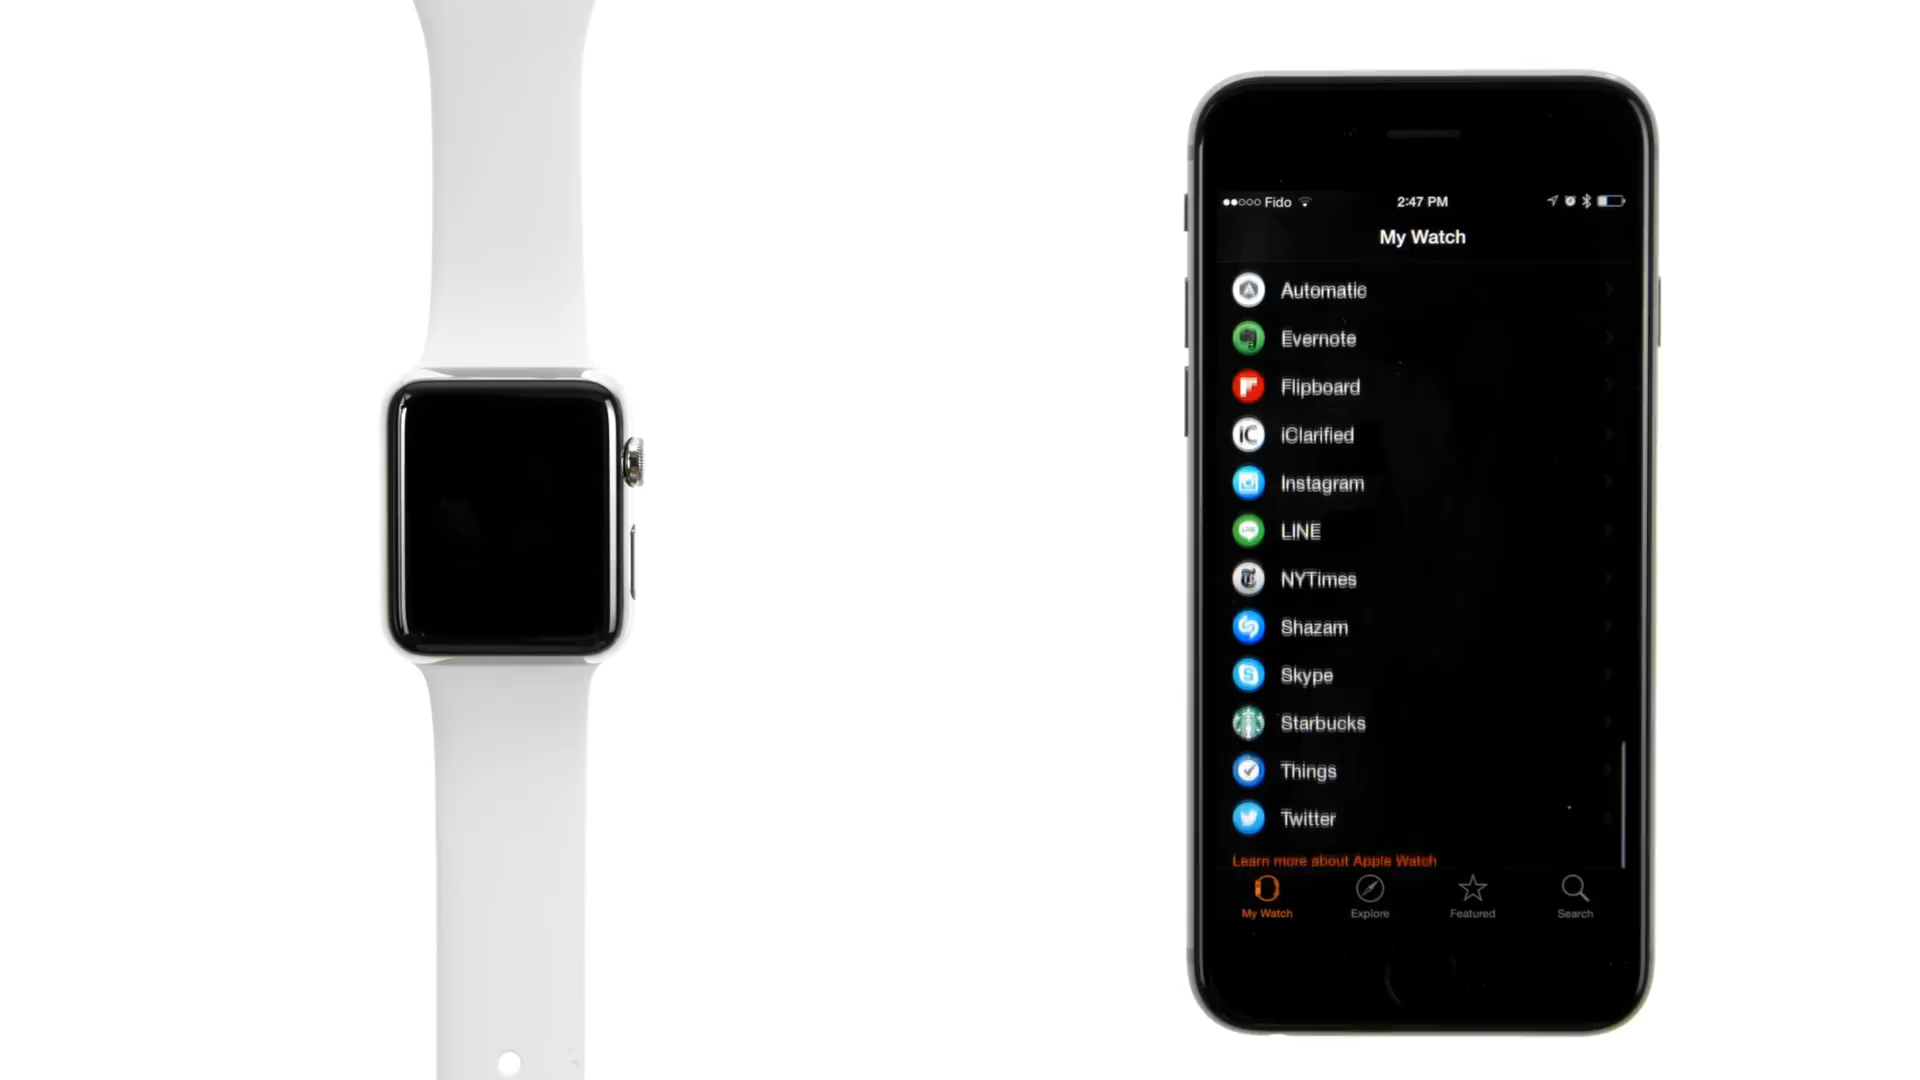 Fido 2:47 PM
My Watch
Automatic
Evernote
Flipboard
iC iClarified
Instagram
LINE
NYTimes
Shazam
Skype
Starbucks
Things
Twitter
Learn more about Apple Watch
My Watch Explore Featured Search